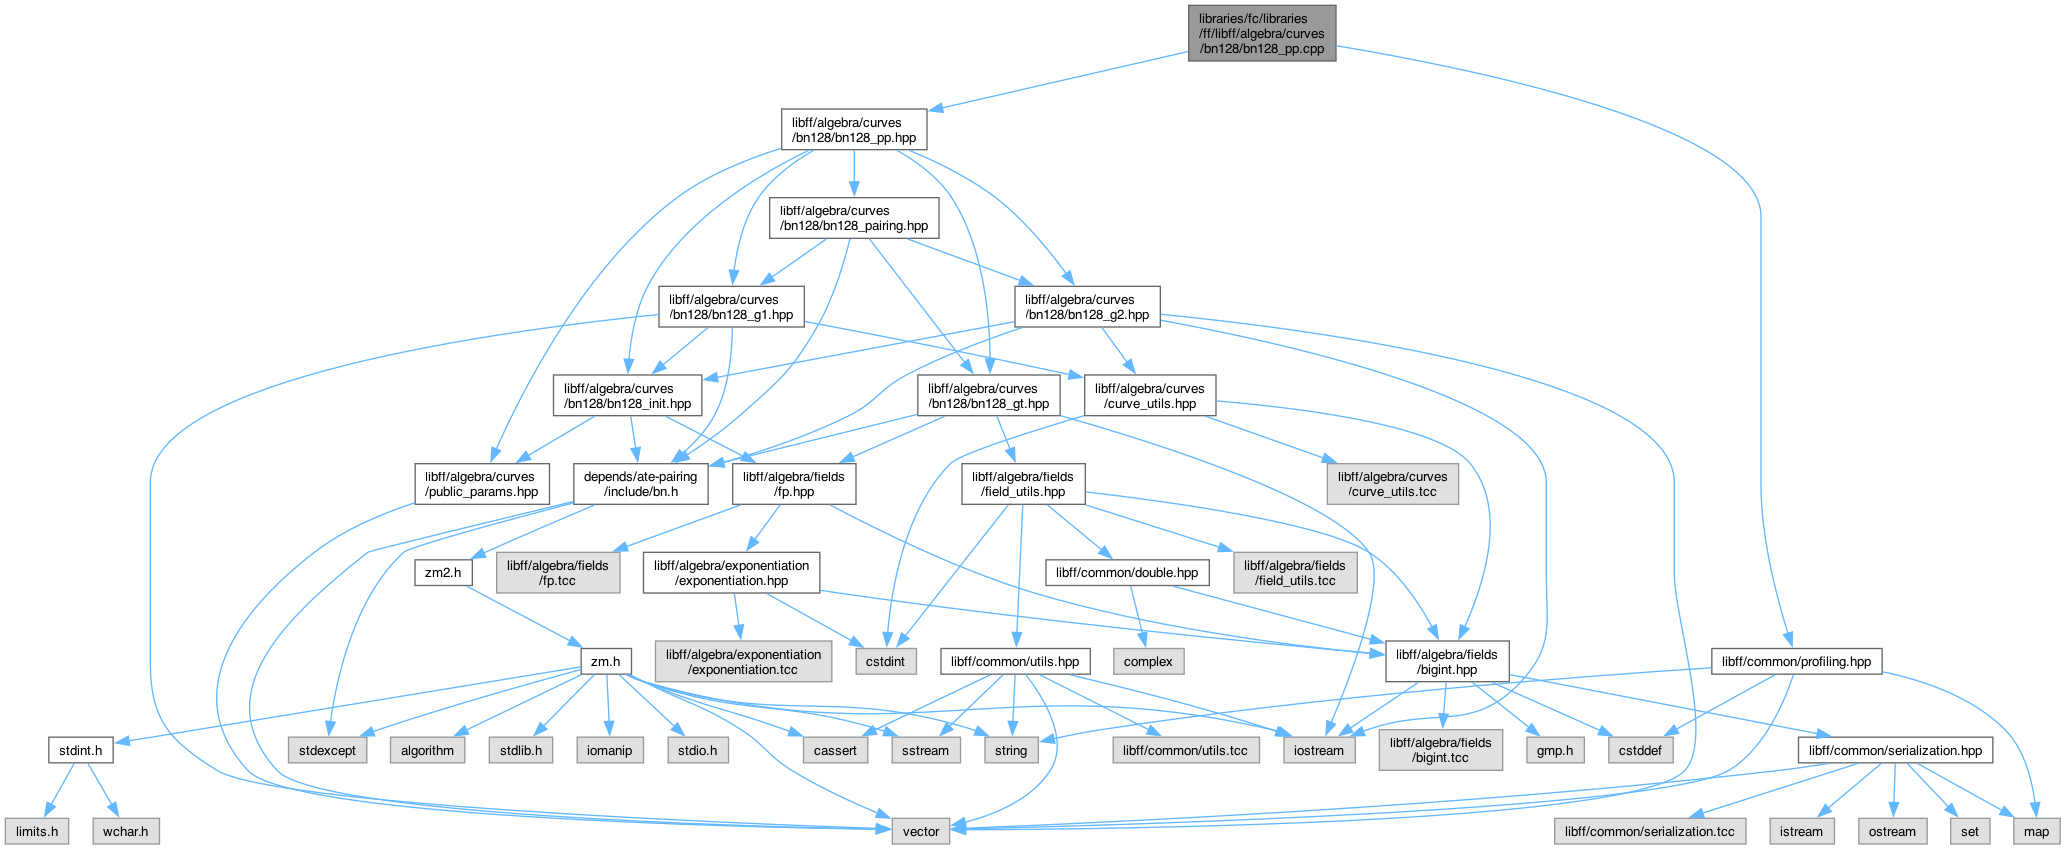 libraries/fc/libraries
/ff/libff/algebra/curves
/bn128/bn128_pp.cpp
libff/algebra/curves
/bn128/bn128_pp.hpp
libff/algebra/curves
/bn128/bn128_pairing.hpp
libff/algebra/curves
/bn128/bn128_g1.hpp
libff/algebra/curves
/bn128/bn128_g2.hpp
libff/algebra/curves
/bn128/bn128_init.hpp
libff/algebra/curves
/bn128/bn128_gt.hpp
libff/algebra/curves
/curve_utils.hpp
libff/algebra/curves
/public_params.hpp
depends/ate-pairing
/include/bn.h
libff/algebra/fields
/fp.hpp
libff/algebra/fields
/field_utils.hpp
libff/algebra/curves
/curve_utils.tcc
zm2.h
libff/algebra/fields
/fp.tcc
libff/algebra/exponentiation
/exponentiation.hpp
libff/common/double.hpp
libff/algebra/fields
/field_utils.tcc
zm.h
libff/algebra/exponentiation
/exponentiation.tcc
cstdint
libff/common/utils.hpp
complex
libff/algebra/fields
/bigint.hpp
libff/common/profiling.hpp
stdint.h
stdexcept
algorithm
stdlib.h
iomanip
stdio.h
cassert
sstream
string
libff/common/utils.tcc
iostream
libff/algebra/fields
/bigint.tcc
gmp.h
cstddef
libff/common/serialization.hpp
limits.h
wchar.h
vector
libff/common/serialization.tcc
istream
ostream
set
map